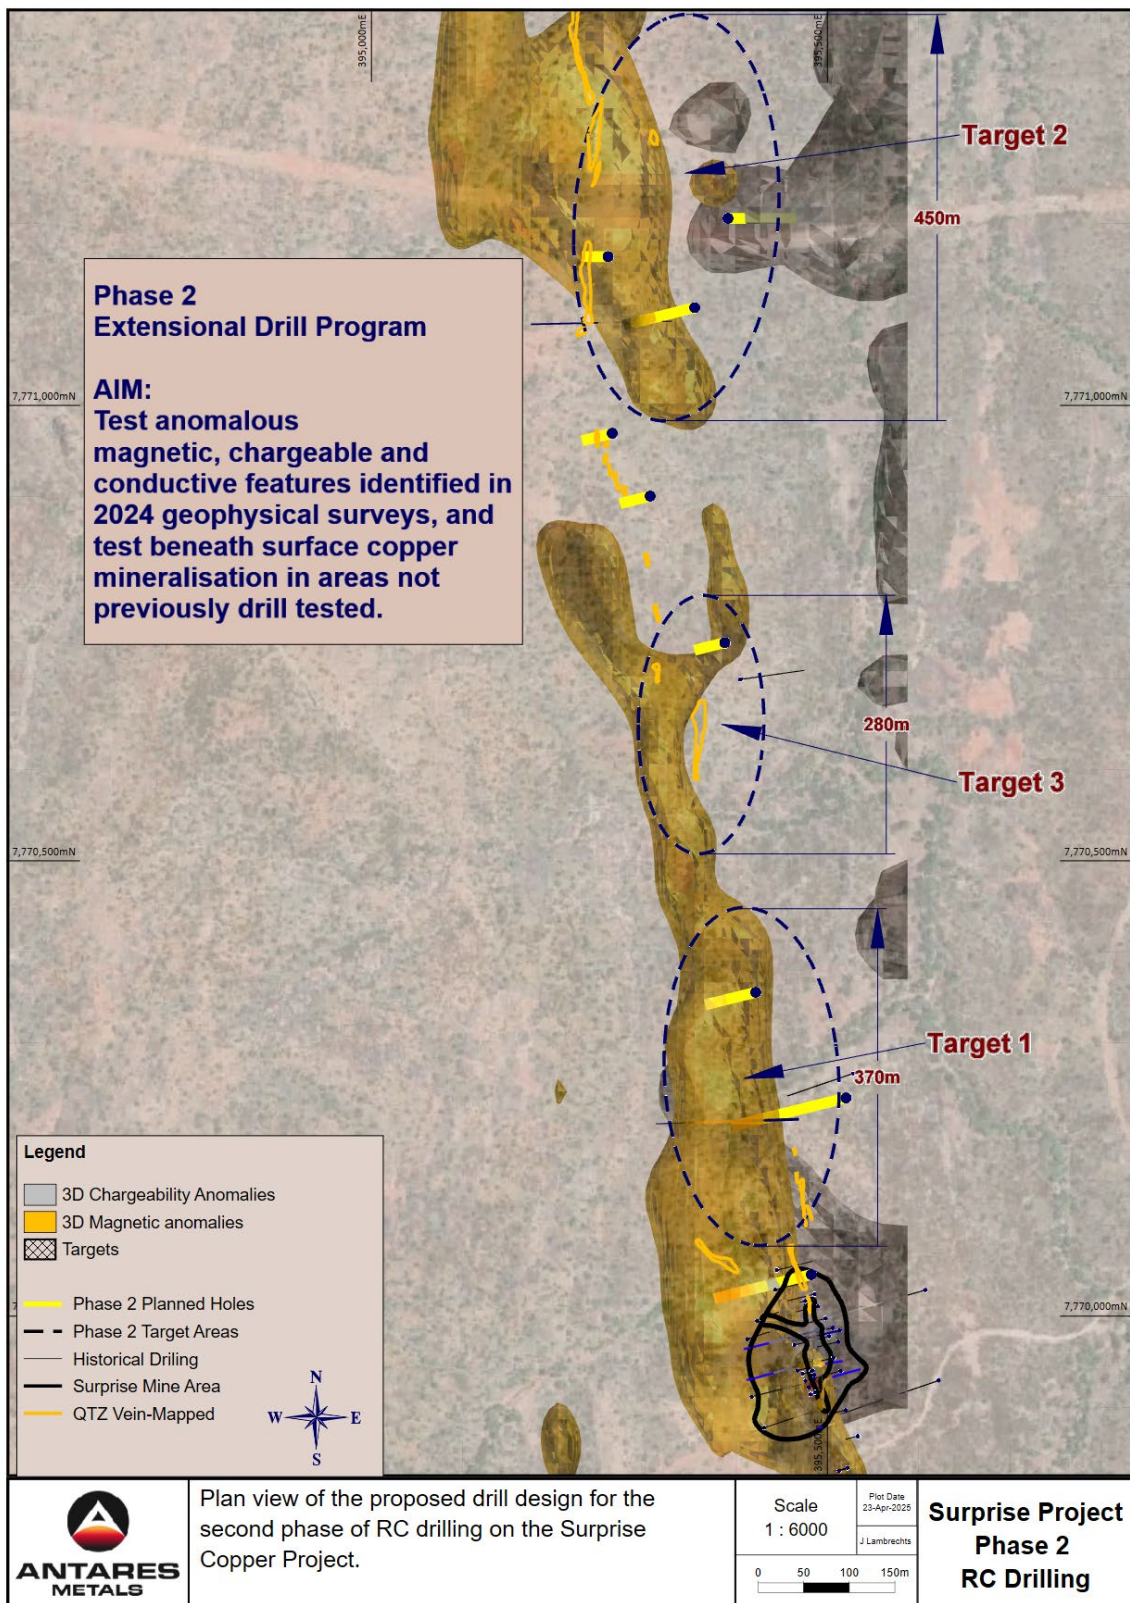 395,000mE
395,500mE
Target 2
450m
Phase 2
Extensional Drill Program
AIM:
Test anomalous
magnetic, chargeable and
conductive features identified in
2024 geophysical surveys, and
test beneath surface copper
mineralisation in areas not
previously drill tested.
7,771,000mN
7,771,000mN
280m
Target 3
7,770,500mN
7,770,500mN
Target 1
370m
Legend
3D Chargeability Anomalies
3D Magnetic anomalies
Targets
Phase 2 Planned Holes
Phase 2 Target Areas
Historical Driling
Surprise Mine Area
QTZ Vein-Mapped
N
W E
S
7,770,000mN
395,500mE
ANTARES
METALS
Plan view of the proposed drill design for the
second phase of RC drilling on the Surprise
Copper Project.
Scale
1 : 6000
Plot Date
23-Apr-2025
J Lambrechts
0 50 100 150m
Surprise Project
Phase 2
RC Drilling